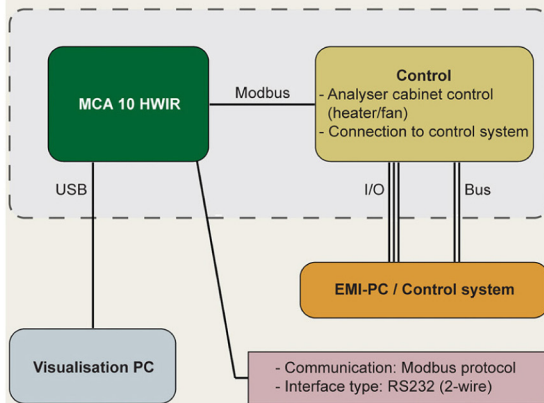 MCA 10 HWIR
Modbus
Control
- Analyser cabinet control
(heater/fan)
- Connection to control system
USB
I/O
Bus
EMI-PC / Control system
Visualisation PC
- Communication: Modbus protocol
- Interface type: RS232 (2-wire)